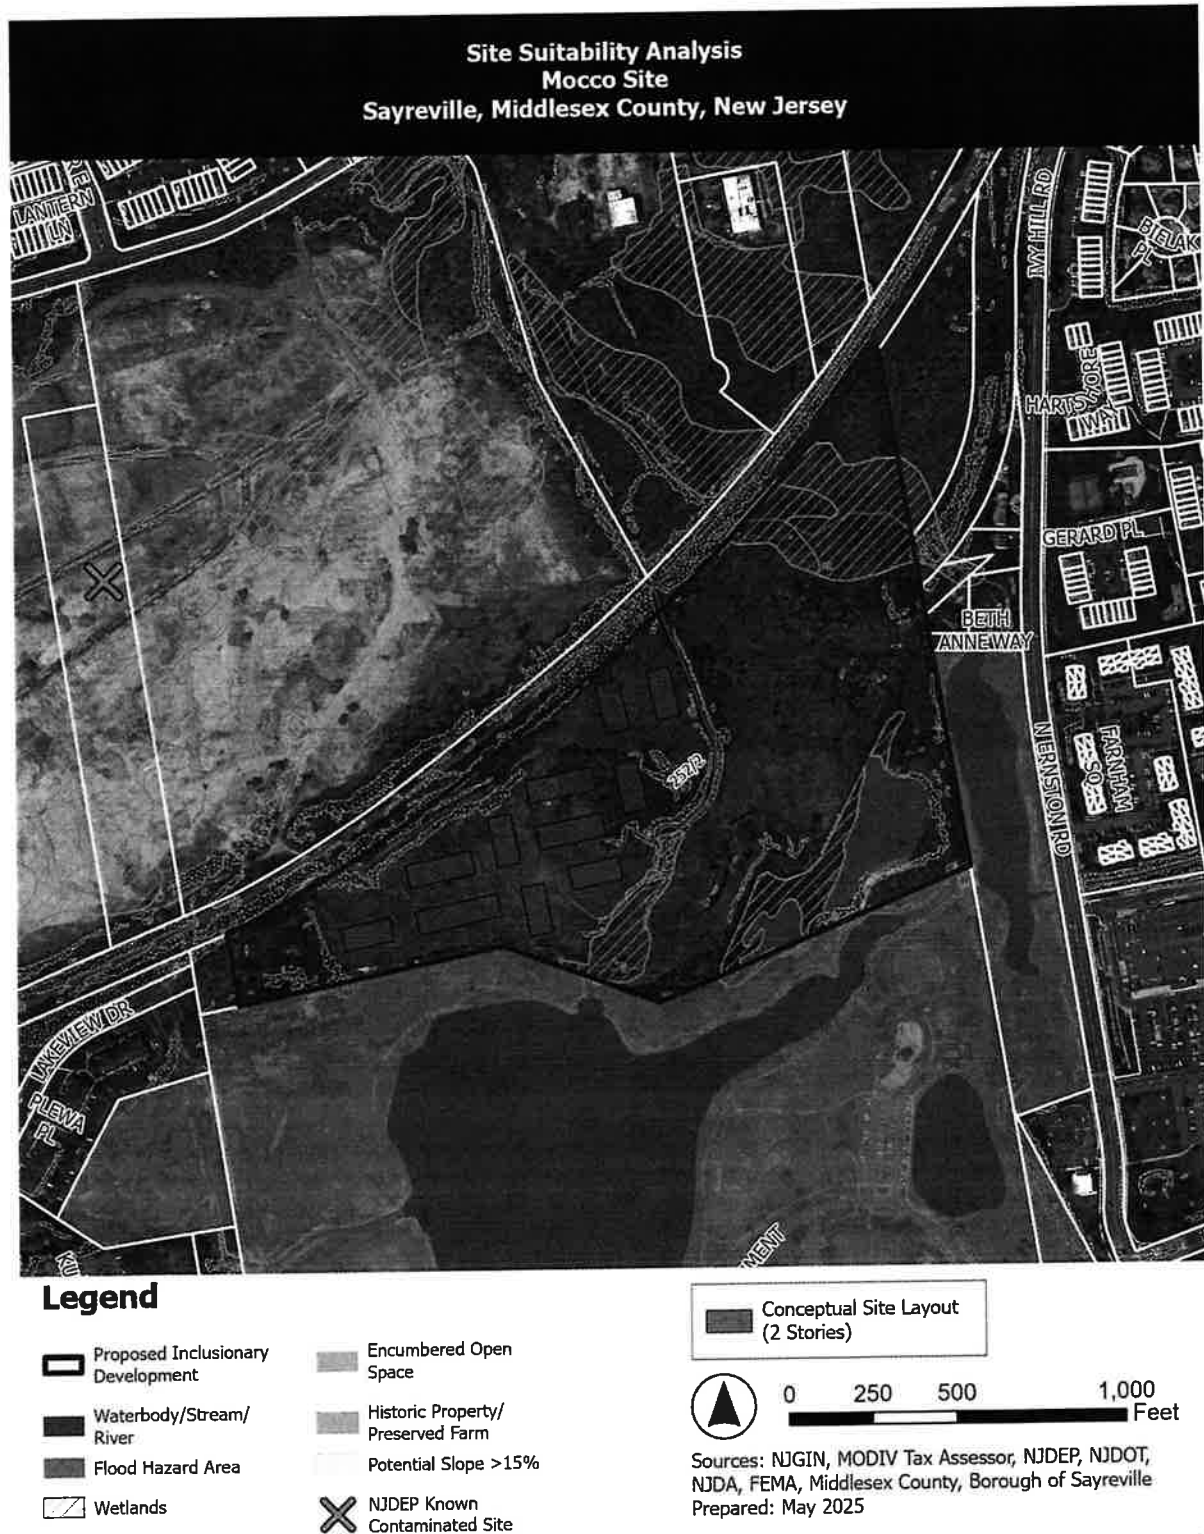 Site Suitability Analysis
Mocco Site
Sayreville, Middlesex County, New Jersey
LANTERN
LN
IVY HILL RD
BIELAK
PL
HARTS STORE
WAY
GERARD PL
BETH
ANNE WAY
N ERNSTON RD
FARNHAM
SQ
252/2
LAKEVIEW DR
PLEWA
PL
Legend
Proposed Inclusionary
Development
Waterbody/Stream/
River
Flood Hazard Area
Wetlands
Encumbered Open
Space
Historic Property/
Preserved Farm
Potential Slope >15%
NJDEP Known
Contaminated Site
Conceptual Site Layout
(2 Stories)
0 250 500 1,000
Feet
Sources: NJGIN, MODIV Tax Assessor, NJDEP, NJDOT,
NJDA, FEMA, Middlesex County, Borough of Sayreville
Prepared: May 2025